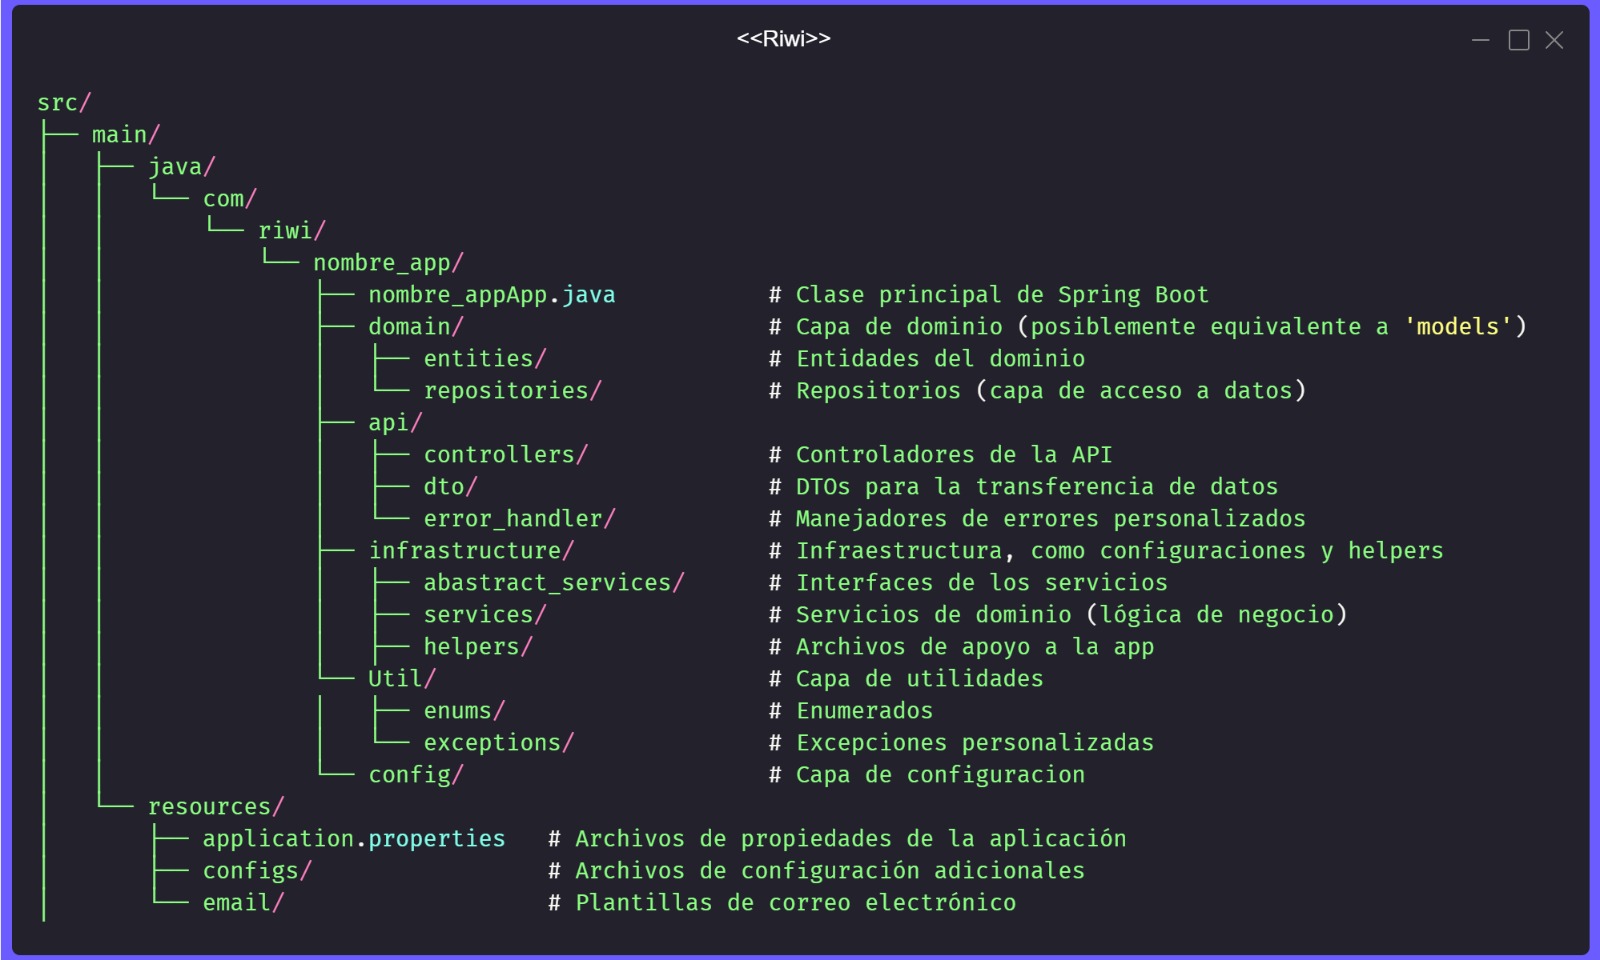 <<Riwi>>
src/
├── main/
│   ├── java/
│   │   └── com/
│   │       └── riwi/
│   │           └── nombre_app/
│   │               ├── nombre_appApp.java           # Clase principal de Spring Boot
│   │               ├── domain/                      # Capa de dominio (posiblemente equivalente a 'models')
│   │               │   ├── entities/                # Entidades del dominio
│   │               │   └── repositories/            # Repositorios (capa de acceso a datos)
│   │               ├── api/
│   │               │   ├── controllers/             # Controladores de la API
│   │               │   ├── dto/                     # DTOs para la transferencia de datos
│   │               │   └── error_handler/           # Manejadores de errores personalizados
│   │               ├── infrastructure/              # Infraestructura, como configuraciones y helpers
│   │               │   ├── abastract_services/      # Interfaces de los servicios
│   │               │   ├── services/                # Servicios de dominio (lógica de negocio)
│   │               │   ├── helpers/                 # Archivos de apoyo a la app
│   │               └── Util/                        # Capa de utilidades
│   │               │   ├── enums/                   # Enumerados
│   │               │   └── exceptions/              # Excepciones personalizadas
│   │               └── config/                      # Capa de configuracion
│   └── resources/
│       ├── application.properties   # Archivos de propiedades de la aplicación
│       ├── configs/                 # Archivos de configuración adicionales
│       └── email/                   # Plantillas de correo electrónico